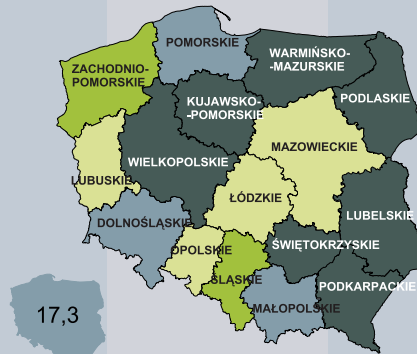 POMORSKIE
WARMIŃSKO-
-MAZURSKIE
ZACHODNIO-
POMORSKIE
PODLASKIE
KUJAWSKO-
-POMORSKIE
MAZOWIECKIE
WIELKOPOLSKIE
LUBUSKIE
ŁÓDZKIE
LUBELSKIE
DOLNOŚLĄSKIE
OPOLSKIE
ŚWIĘTOKRZYSKIE
ŚLĄSKIE
PODKARPACKIE
MAŁOPOLSKIE
17,3